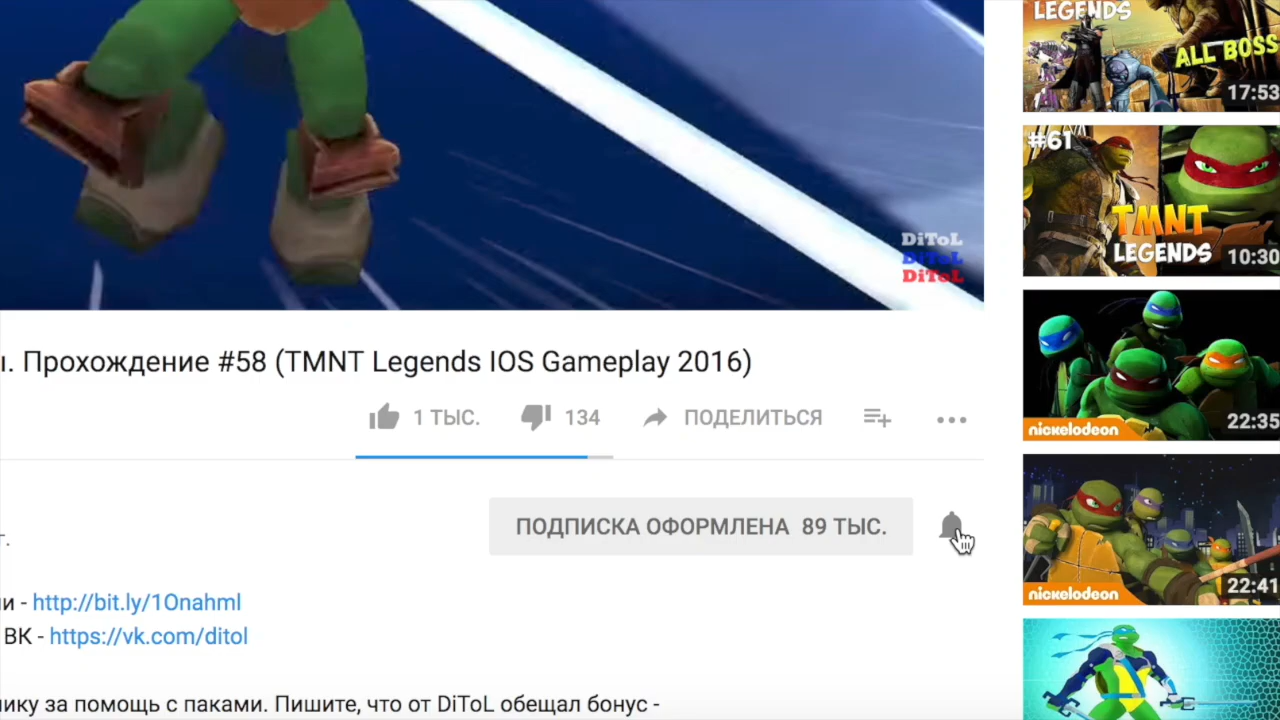 LEGENDS
ALL BOSS
17:53
#61
TMNT
LEGENDS
10:30
DiToL
DiToL
DiToL
nickelodeon
22:35
. Прохождение #58 (TMNT Legends IOS Gameplay 2016)
1 ТЫС.
134
ПОДЕЛИТЬСЯ
ПОДПИСКА ОФОРМЛЕНА 89 ТЫС.
nickelodeon
22:41
- http://bit.ly/1Onahml
ВК - https://vk.com/ditol
за помощь с паками. Пишите, что от DiToL обещал бонус -